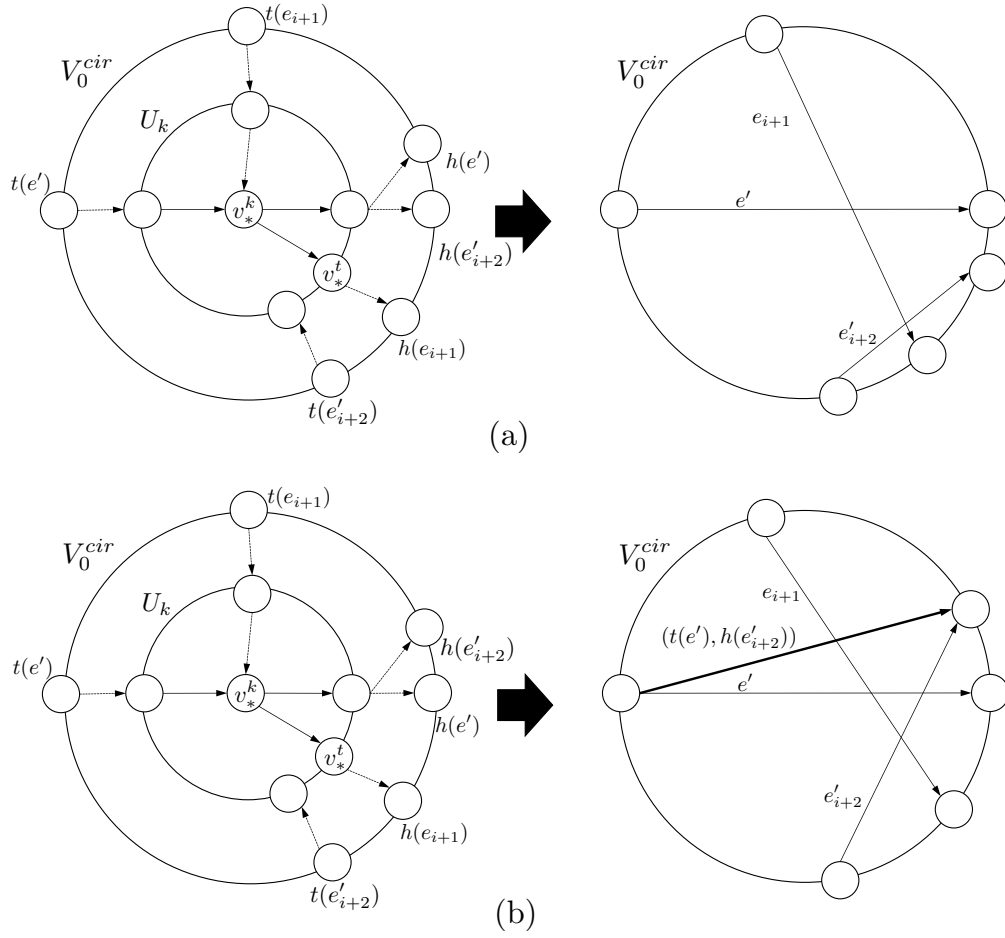 t(e_{i+1})
V_0^{cir}
U_k
h(e')
t(e')
v_*^k
h(e'_{i+2})
v_*^t
h(e_{i+1})
t(e'_{i+2})
V_0^{cir}
e_{i+1}
e'
e'_{i+2}
(a)
t(e_{i+1})
V_0^{cir}
U_k
h(e'_{i+2})
t(e')
v_*^k
h(e')
v_*^t
h(e_{i+1})
t(e'_{i+2})
V_0^{cir}
e_{i+1}
(t(e'), h(e'_{i+2}))
e'
e'_{i+2}
(b)